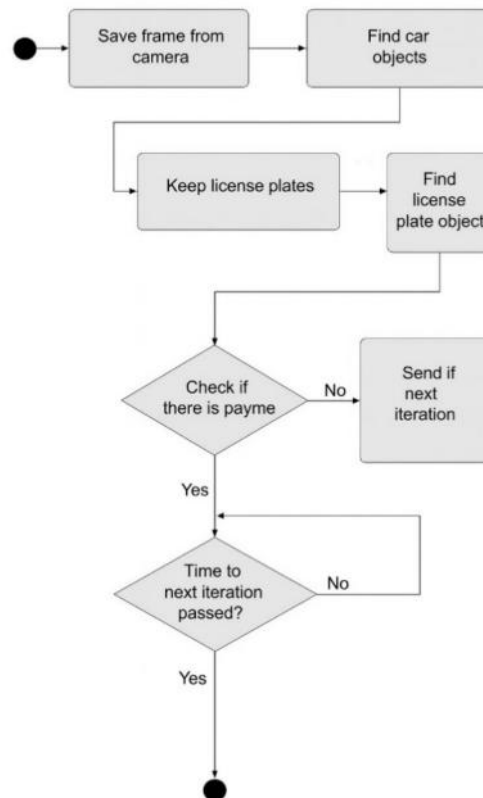 Save frame from
camera
Find car
objects
Keep license plates
Find
license
plate object
Check if
there is payme
No
Send if
next
iteration
Yes
Time to
next iteration
passed?
No
Yes